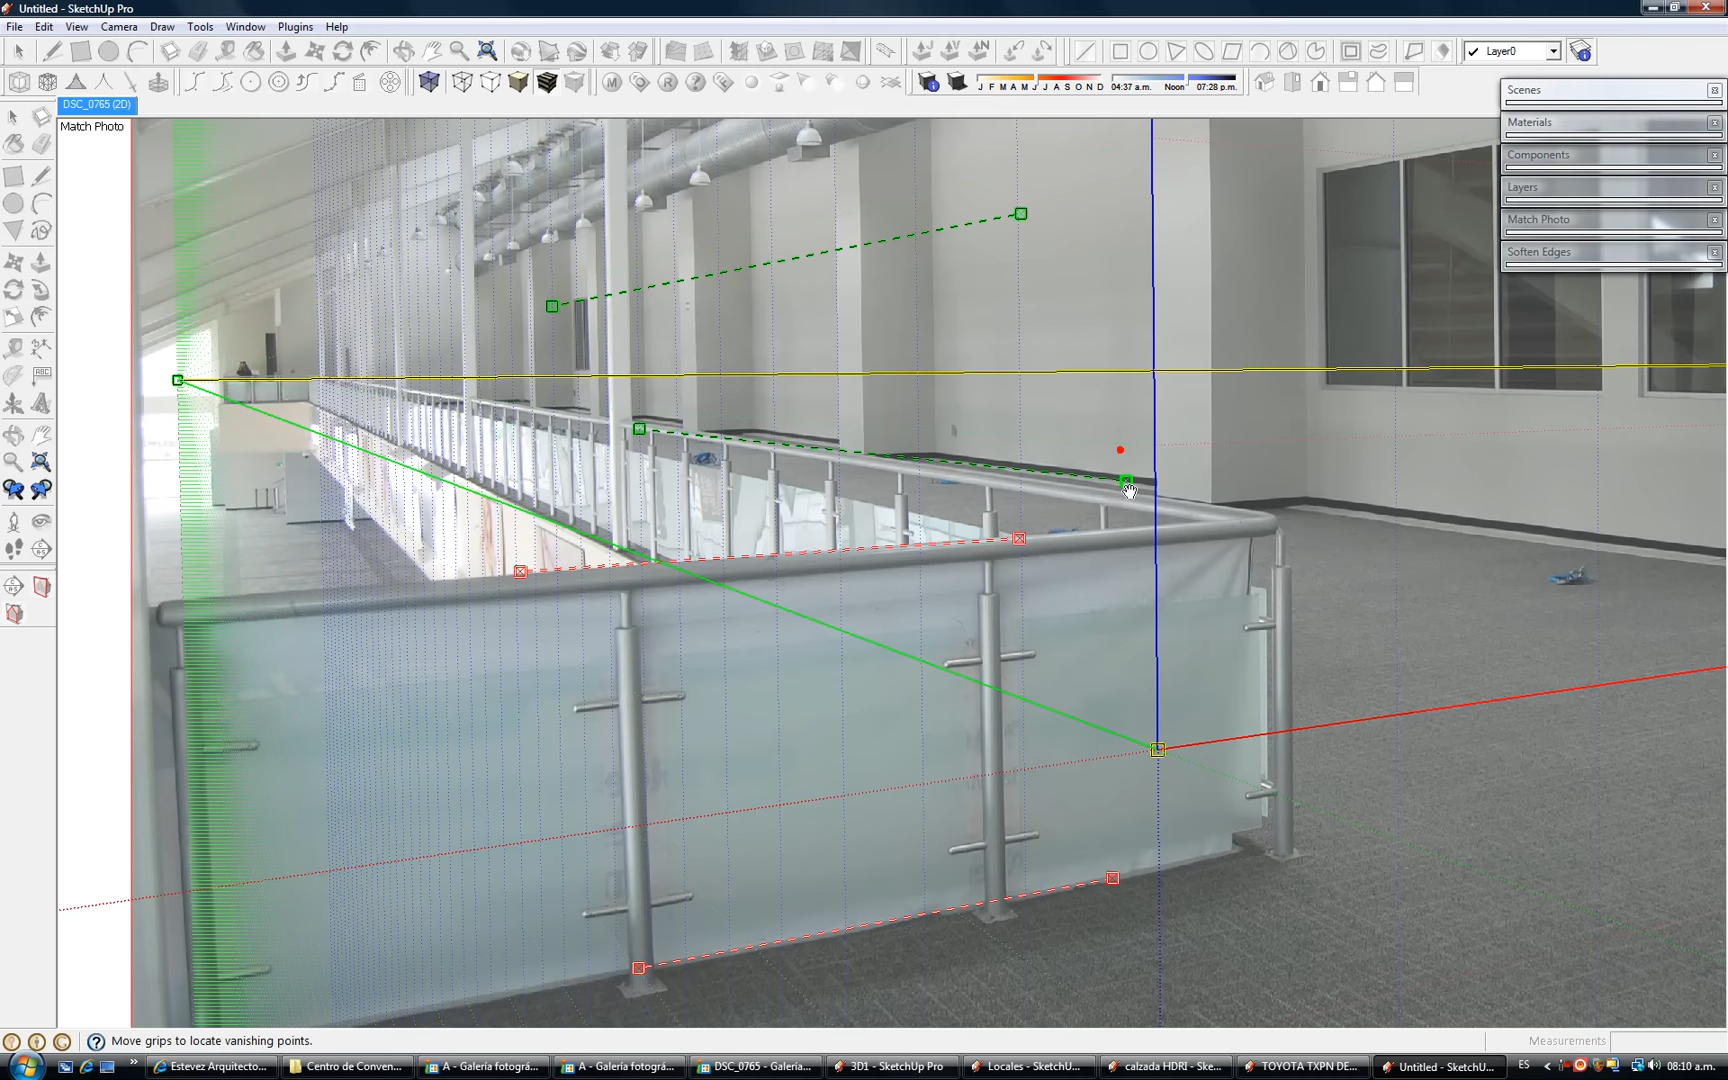 Untitled - SketchUp Pro
File Edit View Camera Draw Tools Window Plugins Help
Layer0
J F M A M J J A S O N D
04:37 a.m. Noon 07:28 p.m.
DSC_0765 (2D)
Match Photo
Scenes
Materials
Components
Layers
Match Photo
Soften Edges
ABC
Move grips to locate vanishing points.
Measurements
Estevez Arquitecto...
Centro de Conven...
A - Galería fotográ...
A - Galería fotográ...
DSC_0765 - Galería...
3D1 - SketchUp Pro
Locales - SketchU...
calzada HDRI - Ske...
TOYOTA TXPN DE...
Untitled - SketchU...
ES
08:10 a.m.